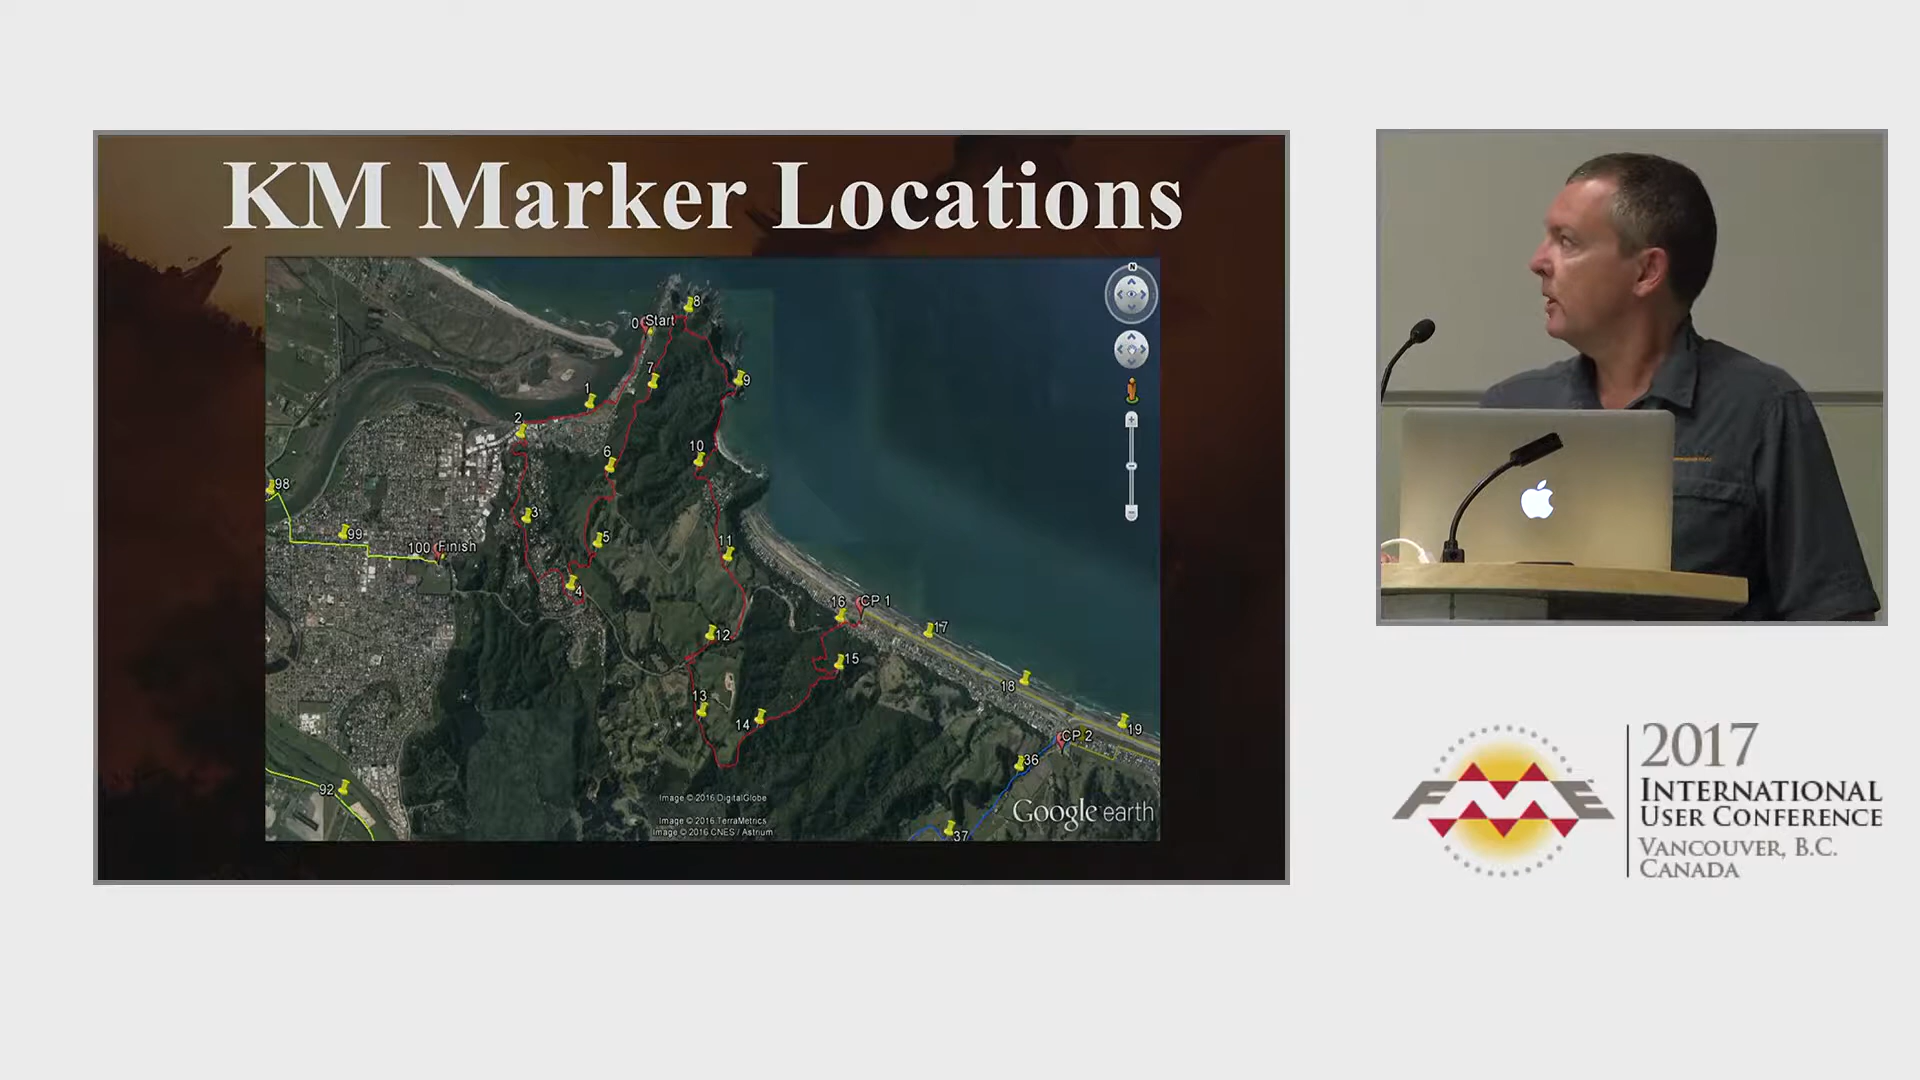 KM Marker Locations
N
8
0 Start
7
9
1
2
6
10
98
3
99
5
11
100 Finish
4
16 CP 1
17
12
15
18
13
14
19
CP 2
36
92
37
Image © 2016 DigitalGlobe
Image © 2016 TerraMetrics
Image © 2016 CNES / Astrium
Google earth
FME
2017
INTERNATIONAL
USER CONFERENCE
VANCOUVER, B.C.
CANADA